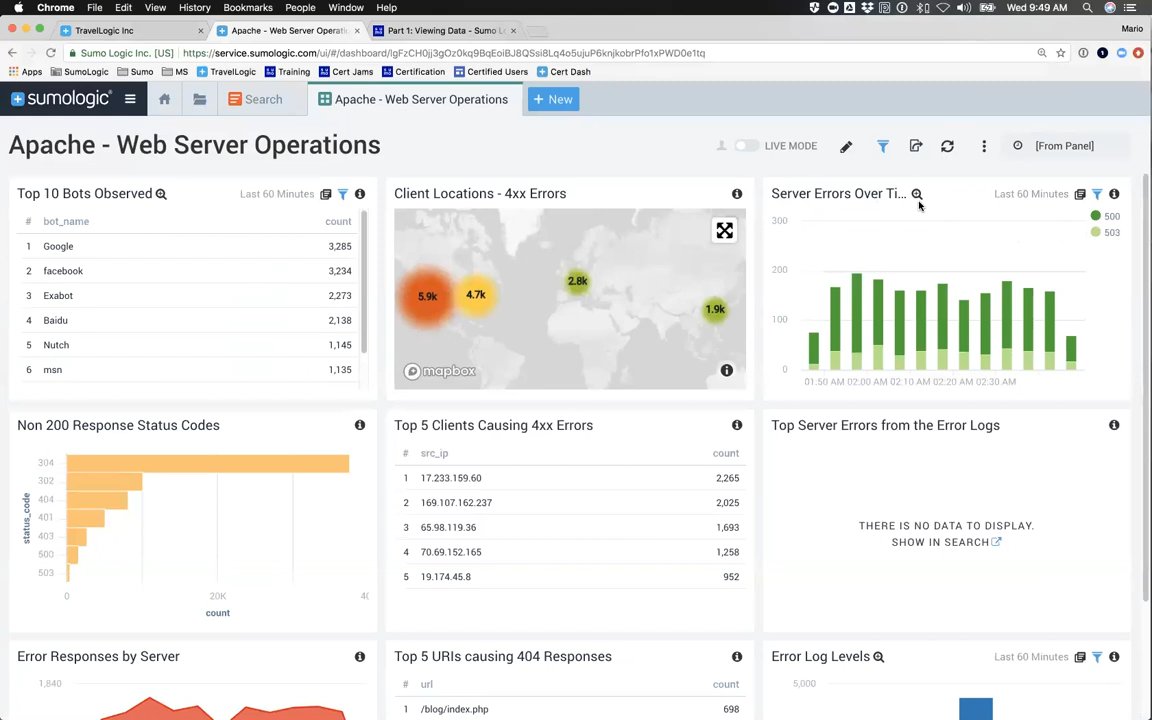 Chrome File Edit View History Bookmarks People Window Help Wed 9:49 AM
TravelLogic Inc
Apache - Web Server Operation
Part 1: Viewing Data - Sumo L
Mario
Sumo Logic Inc. [US]
https://service.sumologic.com/ui/#/dashboard/lgFzCH0jj3gOz0kq9BqEoiBJ8QSsi8Lq4o5ujuP6knjkobrPfo1xPWD0e1tq
Apps SumoLogic Sumo MS TravelLogic Training Cert Jams Certification Certified Users Cert Dash
sumologic
Search
Apache - Web Server Operations
+ New
Apache - Web Server Operations
LIVE MODE
[From Panel]
Top 10 Bots Observed
Last 60 Minutes
# bot_name count
1 Google 3,285
2 facebook 3,234
3 Exabot 2,273
4 Baidu 2,138
5 Nutch 1,145
6 msn 1,135
Client Locations - 4xx Errors
5.9k
4.7k
2.8k
1.9k
mapbox
Server Errors Over Ti...
Last 60 Minutes
300
200
100
0
500
503
01:50 AM 02:00 AM 02:10 AM 02:20 AM 02:30 AM
Non 200 Response Status Codes
304
302
404
401
403
500
503
status_code
0 20K 40
count
Top 5 Clients Causing 4xx Errors
# src_ip count
1 17.233.159.60 2,265
2 169.107.162.237 2,025
3 65.98.119.36 1,693
4 70.69.152.165 1,258
5 19.174.45.8 952
Top Server Errors from the Error Logs
THERE IS NO DATA TO DISPLAY.
SHOW IN SEARCH
Error Responses by Server
1,840
Top 5 URIs causing 404 Responses
# url count
1 /blog/index.php 698
Error Log Levels
Last 60 Minutes
5,000